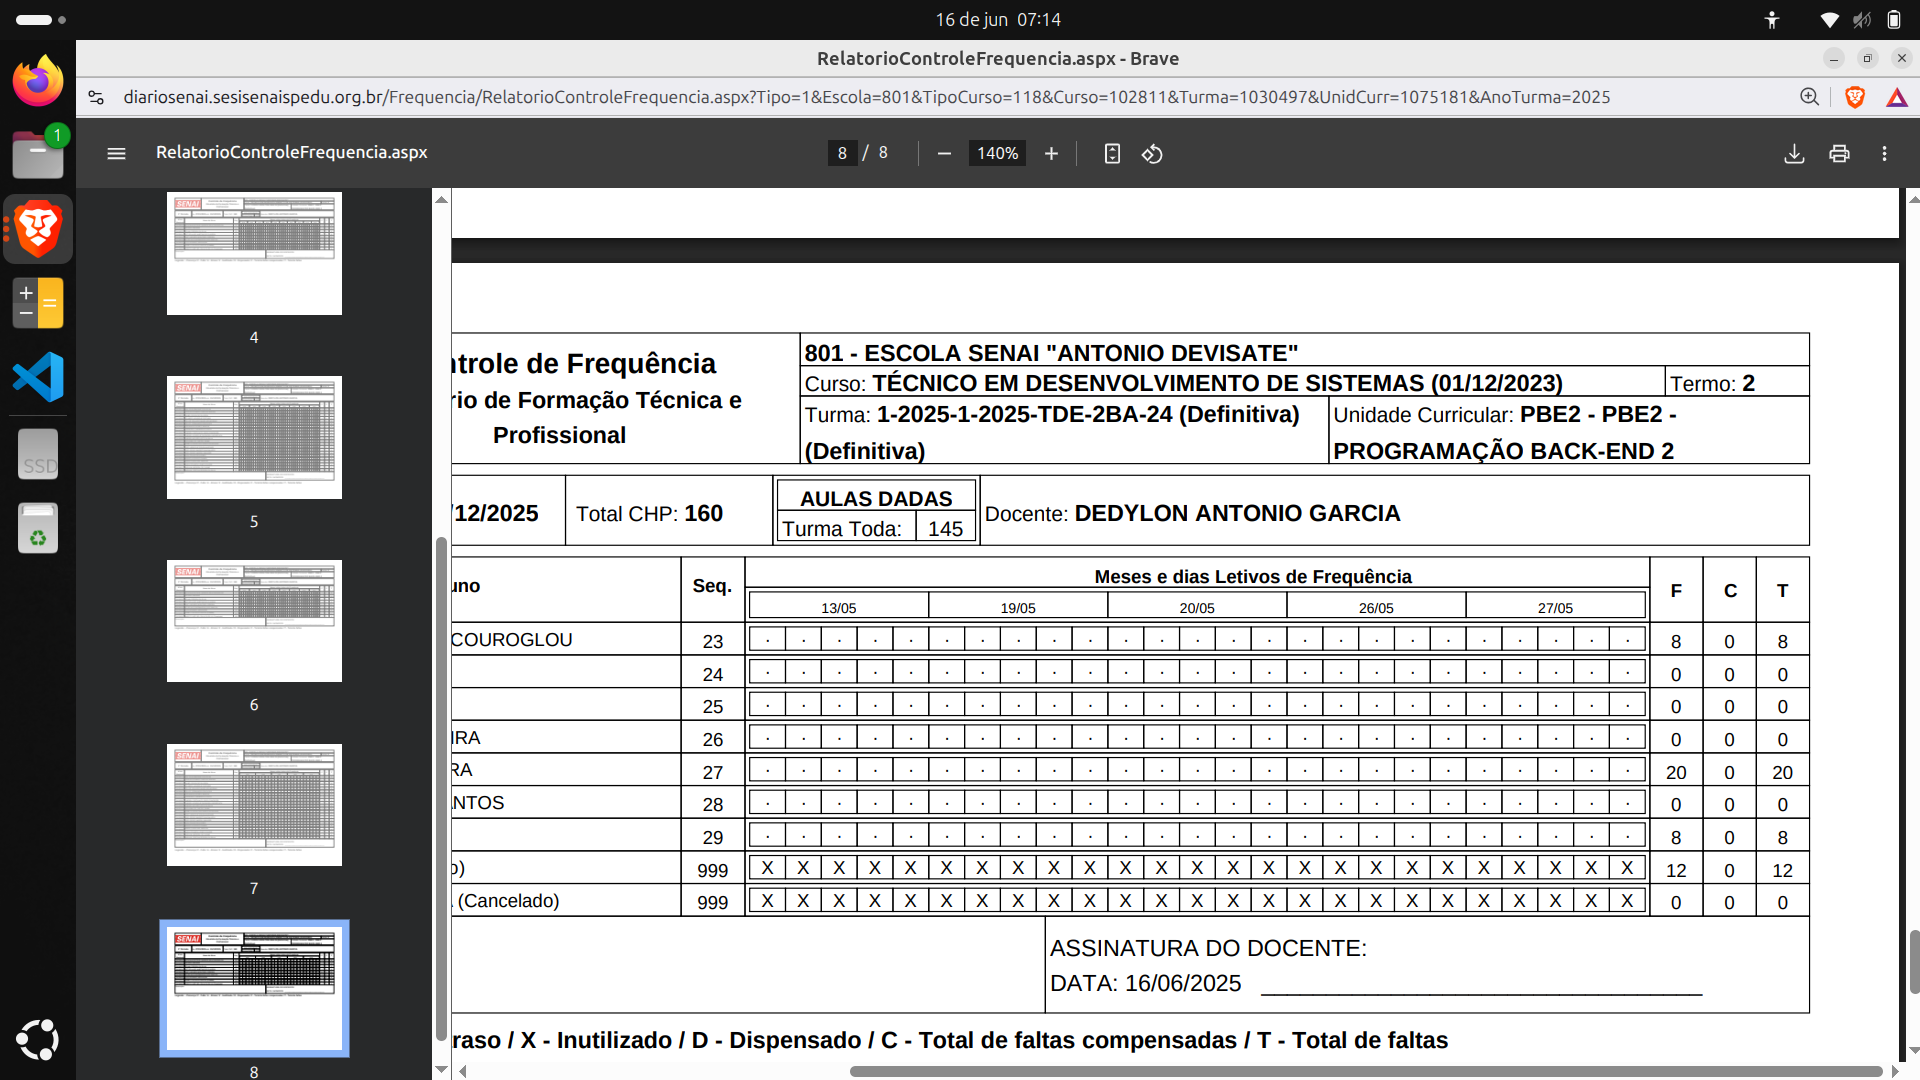 16 de jun 07:14
RelatorioControleFrequencia.aspx - Brave
diariosenai.sesisenaispedu.org.br/Frequencia/RelatorioControleFrequencia.aspx?Tipo=1&Escola=801&TipoCurso=118&Curso=102811&Turma=1030497&UnidCurr=1075181&AnoTurma=2025
1
RelatorioControleFrequencia.aspx
8 / 8
140%
SSD
4
5
6
7
8
SENAI
ntrole de Frequência
rio de Formação Técnica e
Profissional
801 - ESCOLA SENAI "ANTONIO DEVISATE"
Curso: TÉCNICO EM DESENVOLVIMENTO DE SISTEMAS (01/12/2023)
Termo: 2
Turma: 1-2025-1-2025-TDE-2BA-24 (Definitiva)
(Definitiva)
Unidade Curricular: PBE2 - PBE2 -
PROGRAMAÇÃO BACK-END 2
/12/2025
Total CHP: 160
AULAS DADAS
Turma Toda: 145
Docente: DEDYLON ANTONIO GARCIA
uno Seq. Meses e dias Letivos de Frequência F C T
13/05 19/05 20/05 26/05 27/05
COUROGLOU 23 . . . . . . . . . . . . . . . . . . . . . . . . . 8 0 8
24 . . . . . . . . . . . . . . . . . . . . . . . . . 0 0 0
25 . . . . . . . . . . . . . . . . . . . . . . . . . 0 0 0
IRA 26 . . . . . . . . . . . . . . . . . . . . . . . . . 0 0 0
RA 27 . . . . . . . . . . . . . . . . . . . . . . . . . 20 0 20
ANTOS 28 . . . . . . . . . . . . . . . . . . . . . . . . . 0 0 0
29 . . . . . . . . . . . . . . . . . . . . . . . . . 8 0 8
o) 999 X X X X X X X X X X X X X X X X X X X X X X X X X 12 0 12
(Cancelado) 999 X X X X X X X X X X X X X X X X X X X X X X X X X 0 0 0
ASSINATURA DO DOCENTE:
DATA: 16/06/2025
raso / X - Inutilizado / D - Dispensado / C - Total de faltas compensadas / T - Total de faltas